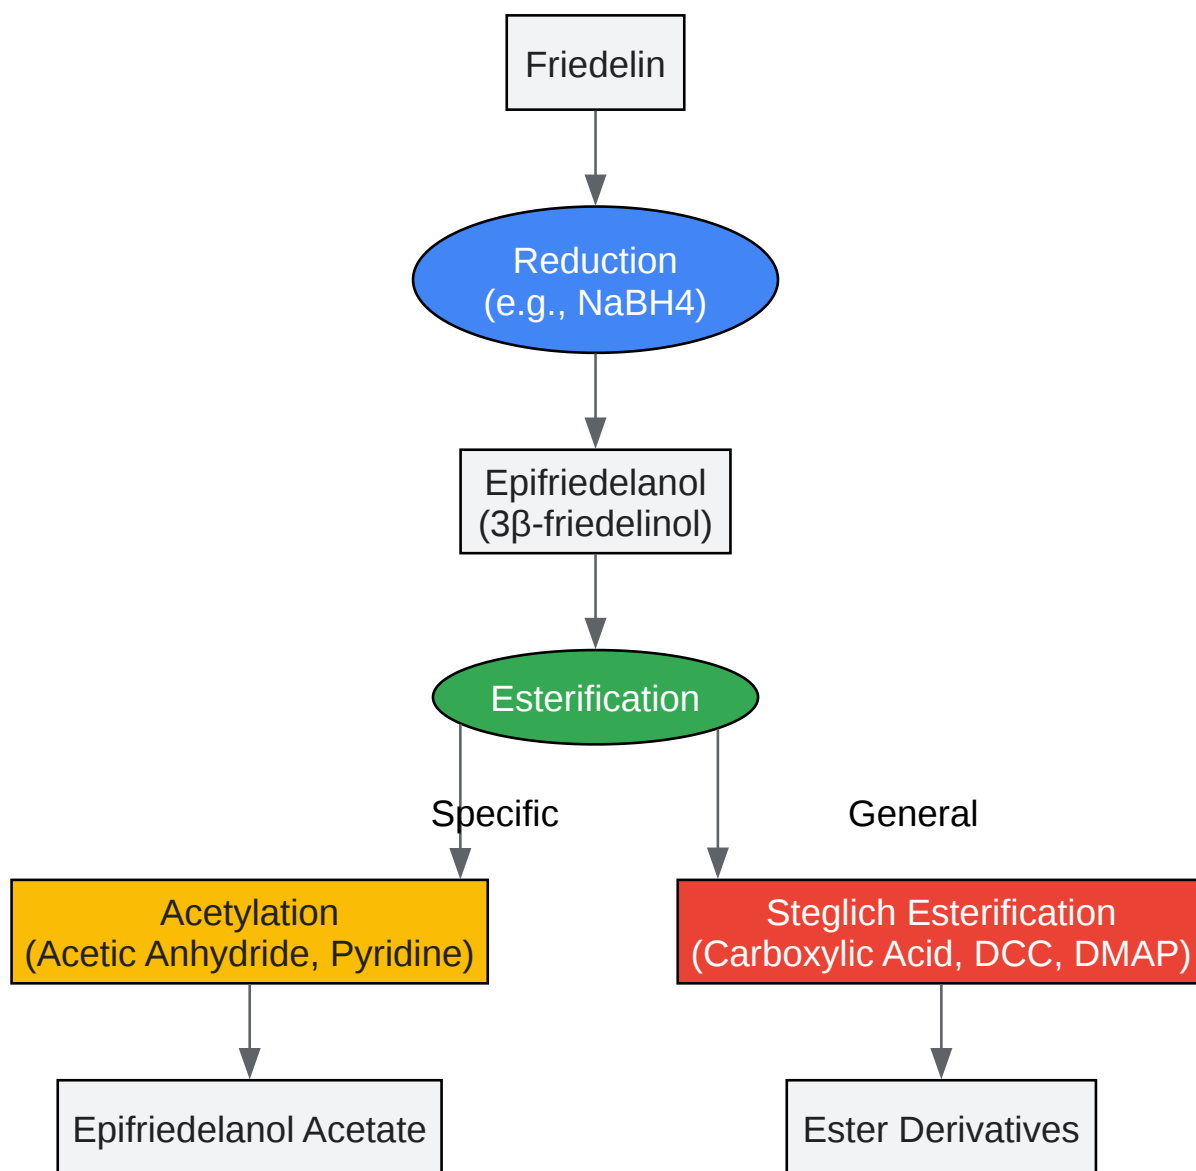 Friedelin
Reduction
(e.g., NaBH4)
Epifriedelanol
(3β-friedelinol)
Esterification
Specific
General
Acetylation
(Acetic Anhydride, Pyridine)
Steglich Esterification
(Carboxylic Acid, DCC, DMAP)
Epifriedelanol Acetate
Ester Derivatives